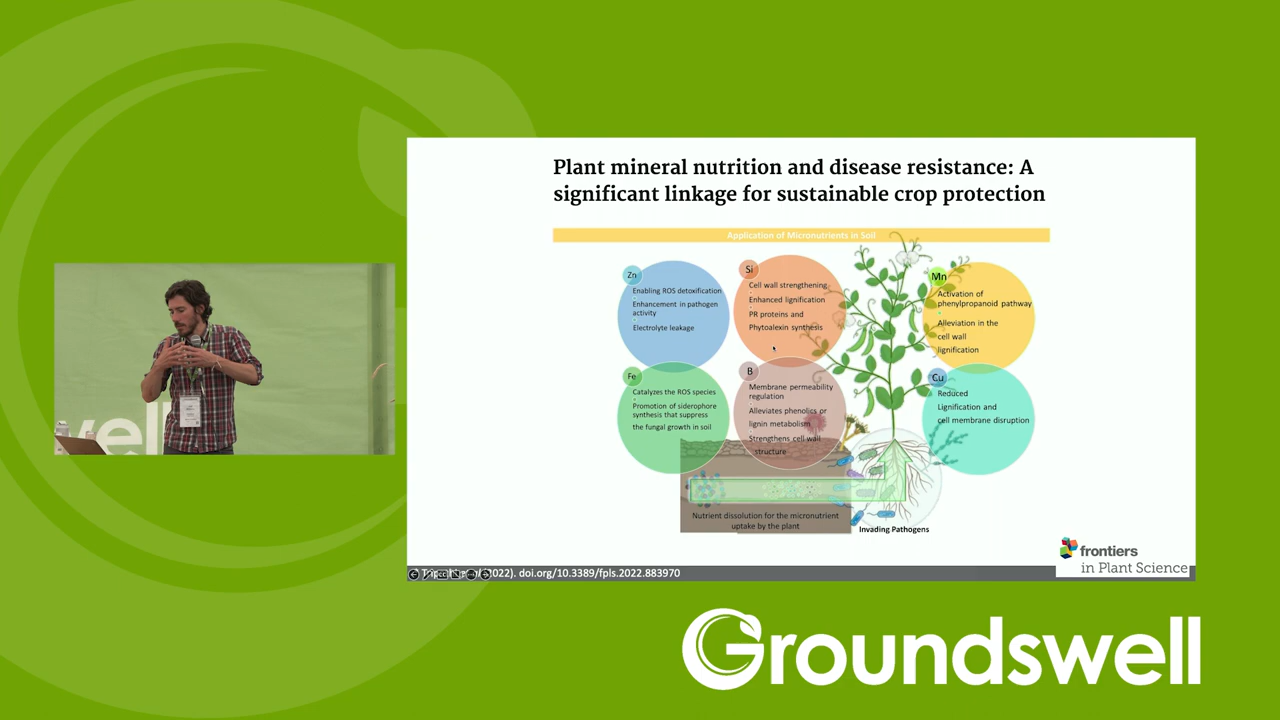 Plant mineral nutrition and disease resistance: A
significant linkage for sustainable crop protection
Application of Micronutrients in Soil
Zn
Enabling ROS detoxification
Enhancement in pathogen
activity
Electrolyte leakage
Si
Cell wall strengthening
Enhanced lignification
PR proteins and
Phytoalexin synthesis
Mn
Activation of
phenylpropanoid pathway
Alleviation in the
cell wall
lignification
Fe
Catalyzes the ROS species
Promotion of siderophore
synthesis that suppress
the fungal growth in soil
B
Membrane permeability
regulation
Alleviates phenolics or
lignin metabolism
Strengthens cell wall
structure
Cu
Reduced
Lignification and
cell membrane disruption
Nutrient dissolution for the micronutrient
uptake by the plant
Invading Pathogens
(2022). doi.org/10.3389/fpls.2022.883970
frontiers
in Plant Science
well
Groundswell